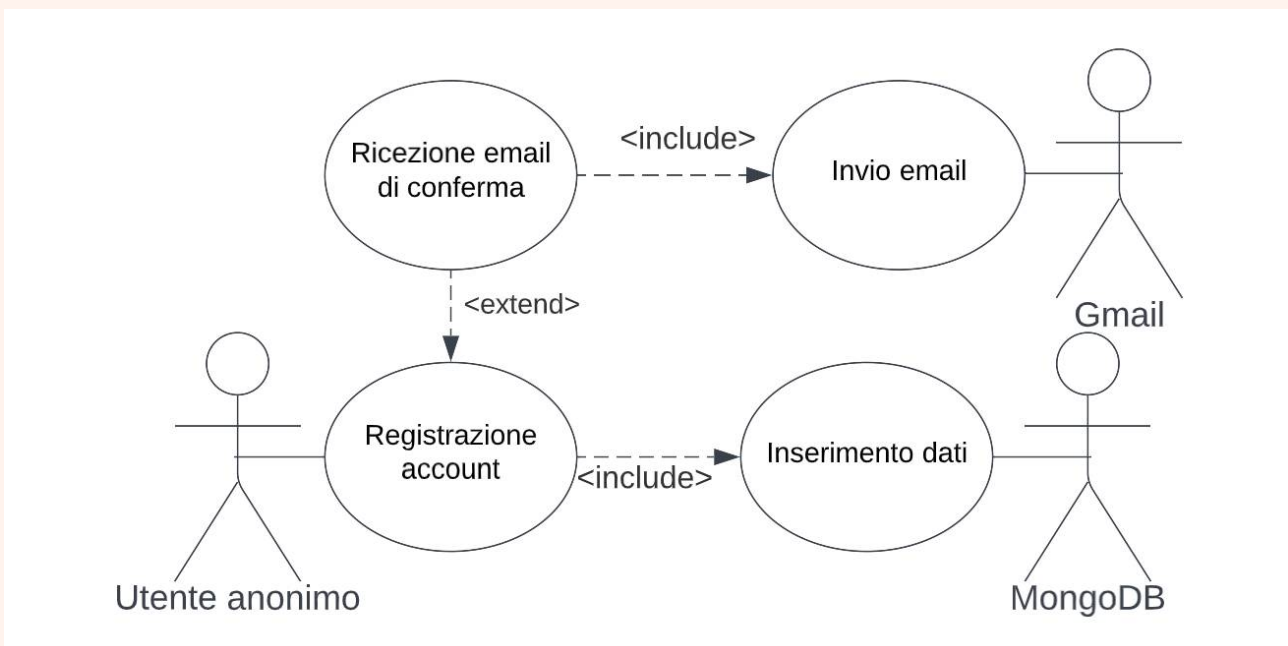 Ricezione email
di conferma
<include>
Invio email
Gmail
<extend>
Registrazione
account
<include>
Inserimento dati
Utente anonimo
MongoDB